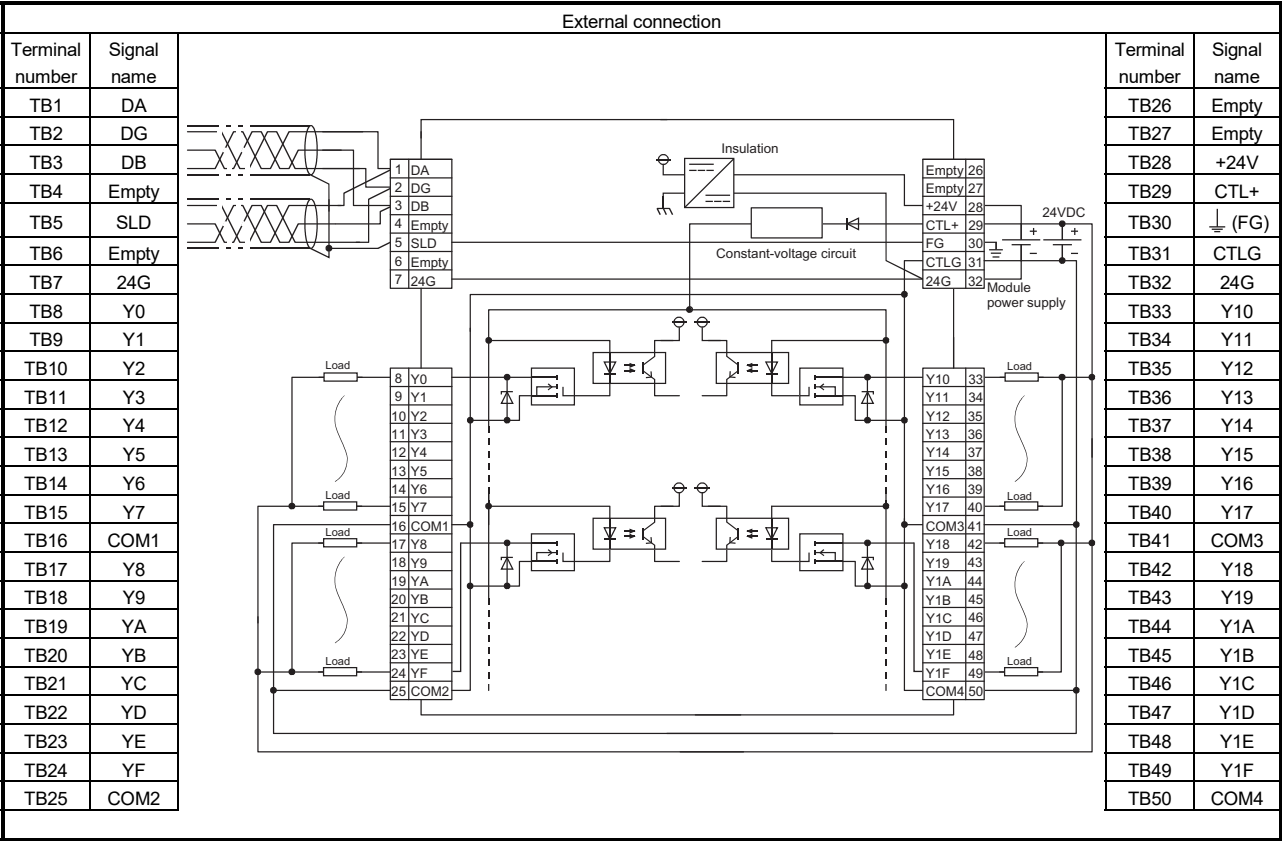 External connection
Terminal number Signal name
TB1 DA
TB2 DG
TB3 DB
TB4 Empty
TB5 SLD
TB6 Empty
TB7 24G
TB8 Y0
TB9 Y1
TB10 Y2
TB11 Y3
TB12 Y4
TB13 Y5
TB14 Y6
TB15 Y7
TB16 COM1
TB17 Y8
TB18 Y9
TB19 YA
TB20 YB
TB21 YC
TB22 YD
TB23 YE
TB24 YF
TB25 COM2
1 DA
2 DG
3 DB
4 Empty
5 SLD
6 Empty
7 24G
Load
8 Y0
9 Y1
10 Y2
11 Y3
12 Y4
13 Y5
14 Y6
Load
15 Y7
16 COM1
Load
17 Y8
18 Y9
19 YA
20 YB
21 YC
22 YD
23 YE
Load
24 YF
25 COM2
Insulation
Constant-voltage circuit
Empty 26
Empty 27
+24V 28
CTL+ 29
FG 30
CTLG 31
24G 32
24VDC
+ +
– –
Module
power supply
Y10 33
Load
Y11 34
Y12 35
Y13 36
Y14 37
Y15 38
Y16 39
Y17 40
Load
COM3 41
Y18 42
Load
Y19 43
Y1A 44
Y1B 45
Y1C 46
Y1D 47
Y1E 48
Y1F 49
Load
COM4 50
Terminal number Signal name
TB26 Empty
TB27 Empty
TB28 +24V
TB29 CTL+
TB30 ⏚ (FG)
TB31 CTLG
TB32 24G
TB33 Y10
TB34 Y11
TB35 Y12
TB36 Y13
TB37 Y14
TB38 Y15
TB39 Y16
TB40 Y17
TB41 COM3
TB42 Y18
TB43 Y19
TB44 Y1A
TB45 Y1B
TB46 Y1C
TB47 Y1D
TB48 Y1E
TB49 Y1F
TB50 COM4